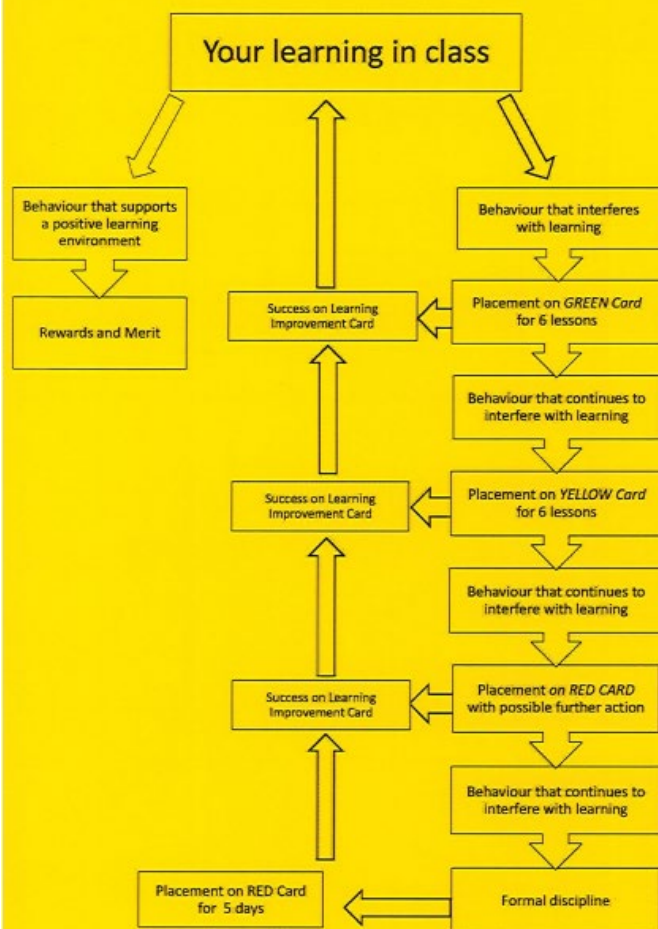 Your learning in class
Behaviour that supports
a positive learning
environment
Rewards and Merit
Behaviour that interferes
with learning
Placement on GREEN Card
for 6 lessons
Success on Learning
Improvement Card
Behaviour that continues to
interfere with learning
Placement on YELLOW Card
for 6 lessons
Success on Learning
Improvement Card
Behaviour that continues to
interfere with learning
Placement on RED CARD
with possible further action
Success on Learning
Improvement Card
Behaviour that continues to
interfere with learning
Formal discipline
Placement on RED Card
for 5 days